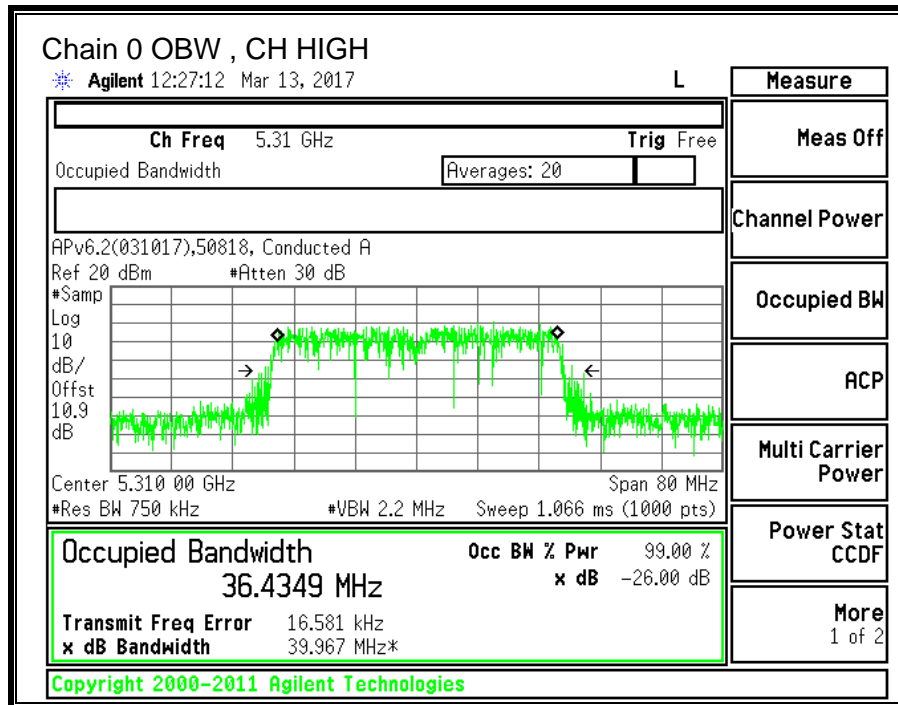 Chain 0 OBW , CH HIGH
Agilent 12:27:12 Mar 13, 2017 L
Measure
Ch Freq 5.31 GHz Trig Free
Occupied Bandwidth Averages: 20
APv6.2(031017),50818, Conducted A
Ref 20 dBm #Atten 30 dB
#Samp
Log
10
dB/
Offst
10.9
dB
Center 5.310 00 GHz Span 80 MHz
#Res BW 750 kHz #VBW 2.2 MHz Sweep 1.066 ms (1000 pts)
Occupied Bandwidth Occ BW % Pwr 99.00 %
36.4349 MHz x dB -26.00 dB
Transmit Freq Error 16.581 kHz
x dB Bandwidth 39.967 MHz*
Meas Off
Channel Power
Occupied BW
ACP
Multi Carrier
Power
Power Stat
CCDF
More
1 of 2
Copyright 2000-2011 Agilent Technologies